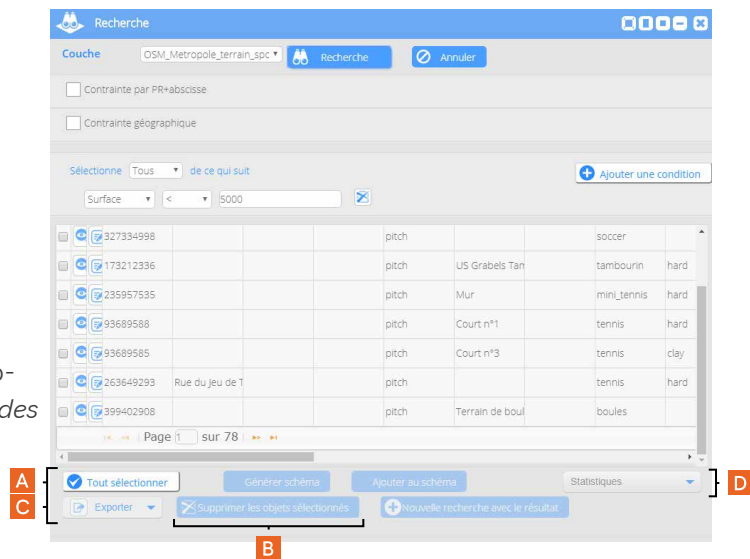 Recherche
Couche OSM_Metropole_terrain_spc Recherche Annuler
Contrainte par PR+abscisse
Contrainte géographique
Sélectionne Tous de ce qui suit Ajouter une condition
Surface < 5000
327334998 pitch soccer
173212336 pitch US Grabels Tam tambourin hard
235957535 pitch Mur mini_tennis hard
93689588 pitch Court n°1 tennis hard
93689585 pitch Court n°3 tennis clay
263649293 Rue du Jeu de T pitch tennis hard
399402908 pitch Terrain de boul boules
o-
des
Page 1 sur 78
A Tout sélectionner Générer schéma Ajouter au schéma Statistiques D
C Exporter Supprimer les objets sélectionnés Nouvelle recherche avec le résultat
B